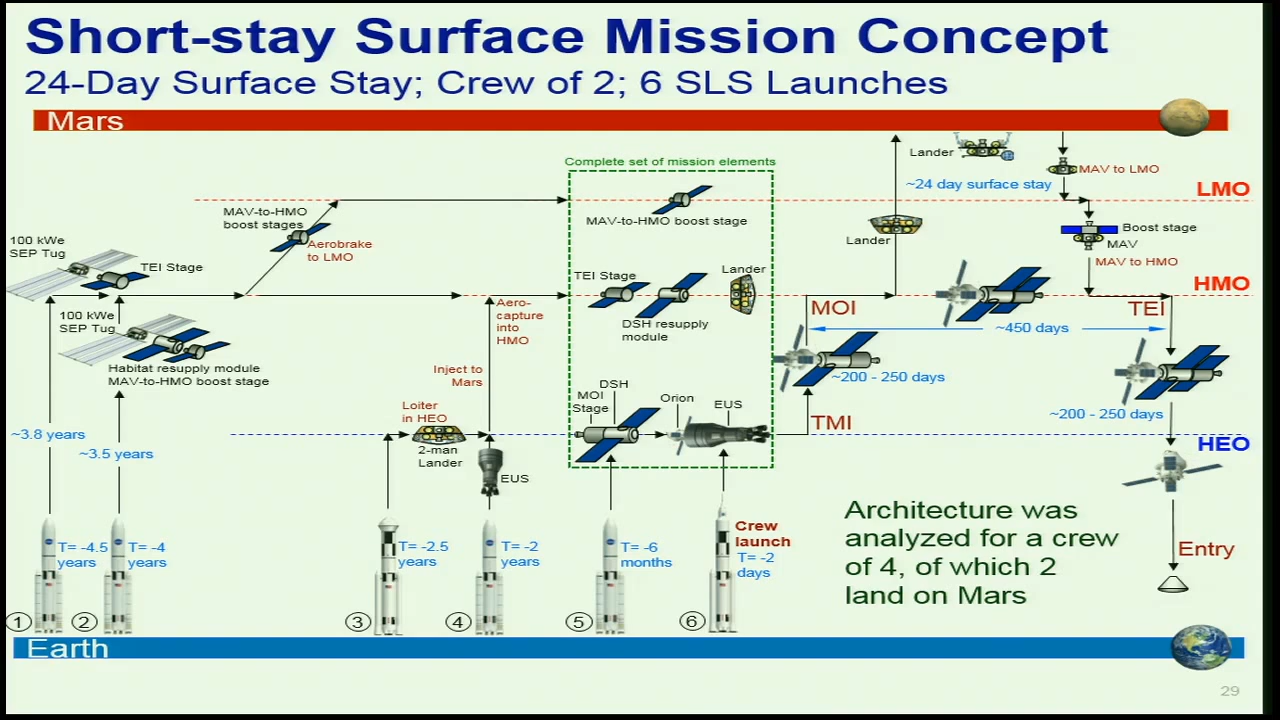 Short-stay Surface Mission Concept
24-Day Surface Stay; Crew of 2; 6 SLS Launches
Mars
Complete set of mission elements
Lander
MAV to LMO
~24 day surface stay
LMO
MAV-to-HMO
boost stages
Aerobrake
to LMO
MAV-to-HMO boost stage
Lander
Boost stage
MAV
MAV to HMO
100 kWe
SEP Tug
TEI Stage
TEI Stage
Lander
DSH resupply
module
HMO
MOI
TEI
~450 days
Aero-
capture
into
HMO
100 kWe
SEP Tug
Habitat resupply module
MAV-to-HMO boost stage
Inject to
Mars
~200 - 250 days
~200 - 250 days
Loiter
in HEO
2-man
Lander
EUS
DSH
MOI
Stage
Orion
EUS
TMI
HEO
~3.8 years
~3.5 years
T= -4.5
years
T= -4
years
T= -2.5
years
T= -2
years
T= -6
months
Crew
launch
T= -2
days
Architecture was
analyzed for a crew
of 4, of which 2
land on Mars
Entry
1
2
3
4
5
6
Earth
29